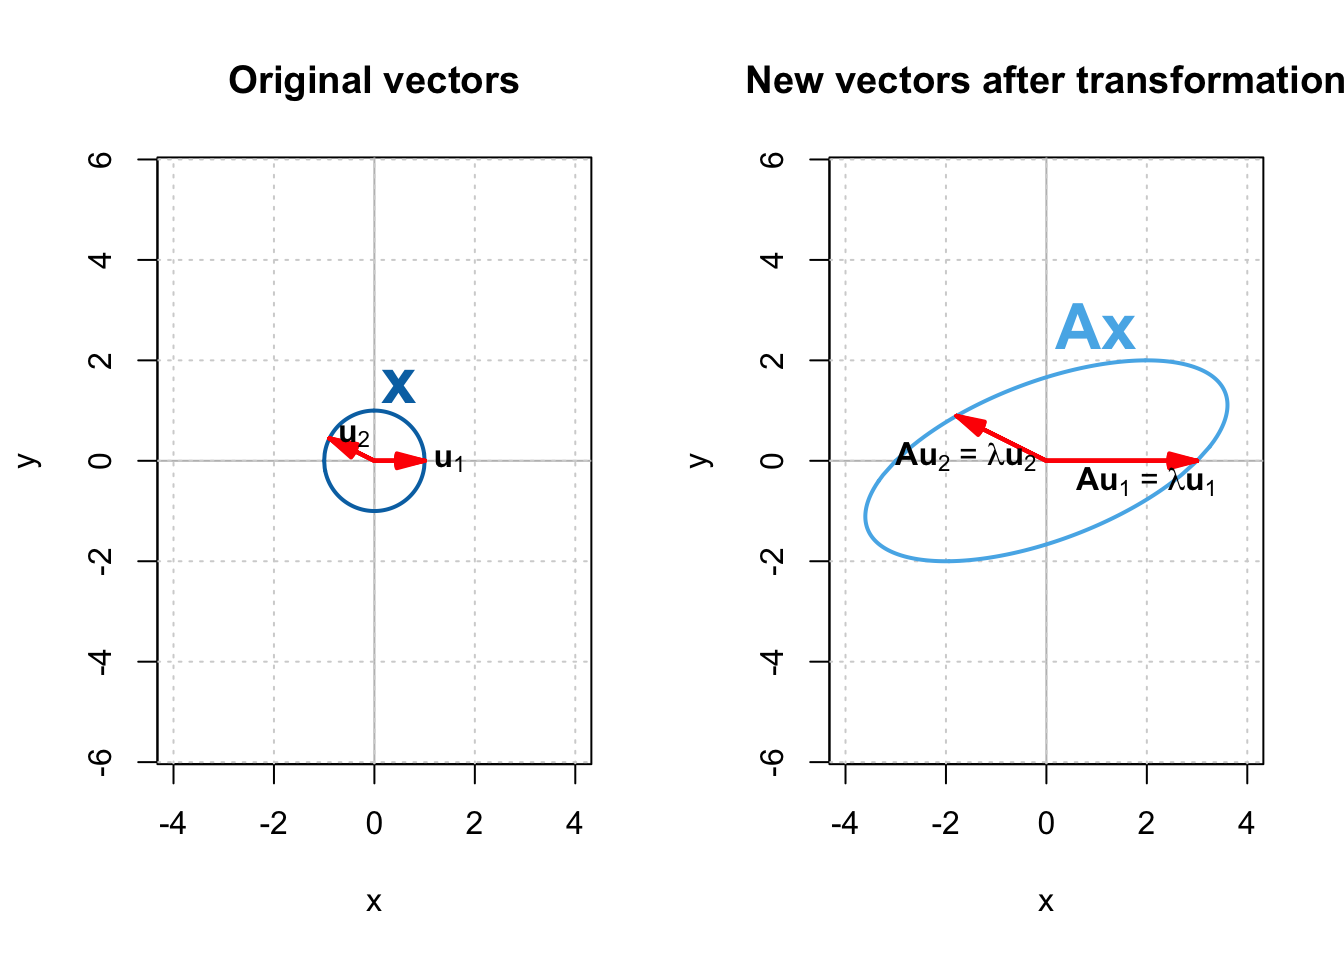 Original vectors
y
6
4
2
0
-2
-4
-6
x
u2
u1
-4 -2 0 2 4
x
New vectors after transformation
y
6
4
2
0
-2
-4
-6
Ax
Au2 = λu2
Au1 = λu1
-4 -2 0 2 4
x